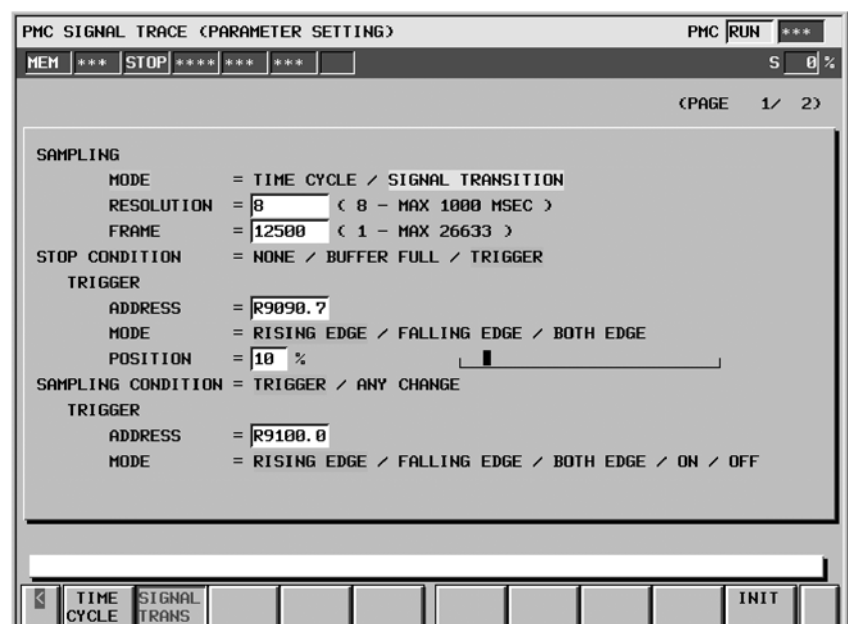 PMC SIGNAL TRACE (PARAMETER SETTING) PMC RUN ***
MEM *** STOP **** *** *** S 0 %
(PAGE 1/ 2)
SAMPLING
MODE = TIME CYCLE / SIGNAL TRANSITION
RESOLUTION = 8 ( 8 - MAX 1000 MSEC )
FRAME = 12500 ( 1 - MAX 26633 )
STOP CONDITION = NONE / BUFFER FULL / TRIGGER
TRIGGER
ADDRESS = R9090.7
MODE = RISING EDGE / FALLING EDGE / BOTH EDGE
POSITION = 10 %
SAMPLING CONDITION = TRIGGER / ANY CHANGE
TRIGGER
ADDRESS = R9100.0
MODE = RISING EDGE / FALLING EDGE / BOTH EDGE / ON / OFF
< TIME SIGNAL INIT
CYCLE TRANS